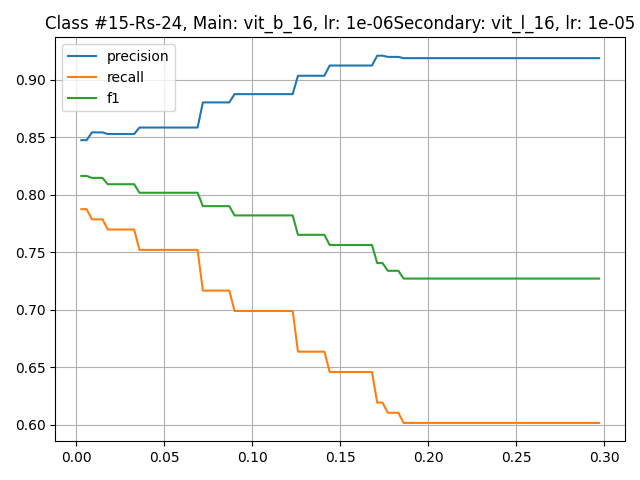 Class #15-Rs-24, Main: vit_b_16, lr: 1e-06Secondary: vit_l_16, lr: 1e-05
precision
recall
f1
0.90
0.85
0.80
0.75
0.70
0.65
0.60
0.00 0.05 0.10 0.15 0.20 0.25 0.30